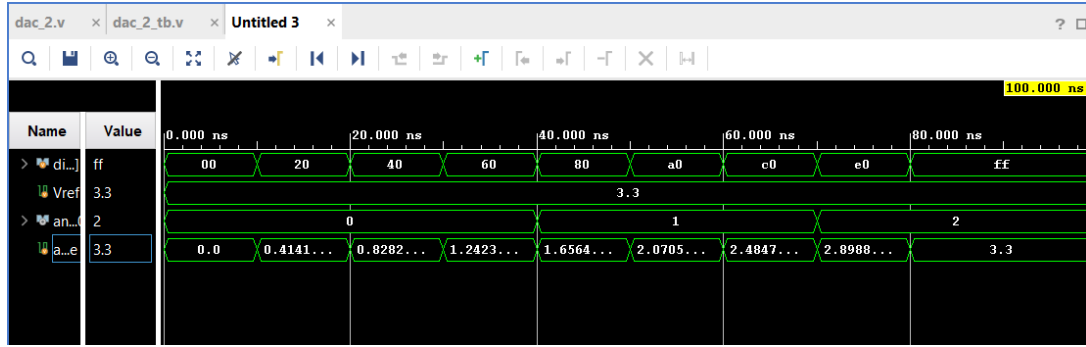 dac_2.v × dac_2_tb.v × Untitled 3 × ?
100.000 ns
Name Value 0.000 ns 20.000 ns 40.000 ns 60.000 ns 80.000 ns
di...] ff 00 20 40 60 80 a0 c0 e0 ff
Vref 3.3 3.3
an...0 2 0 1 2
a...e 3.3 0.0 0.4141... 0.8282... 1.2423... 1.6564... 2.0705... 2.4847... 2.8988... 3.3